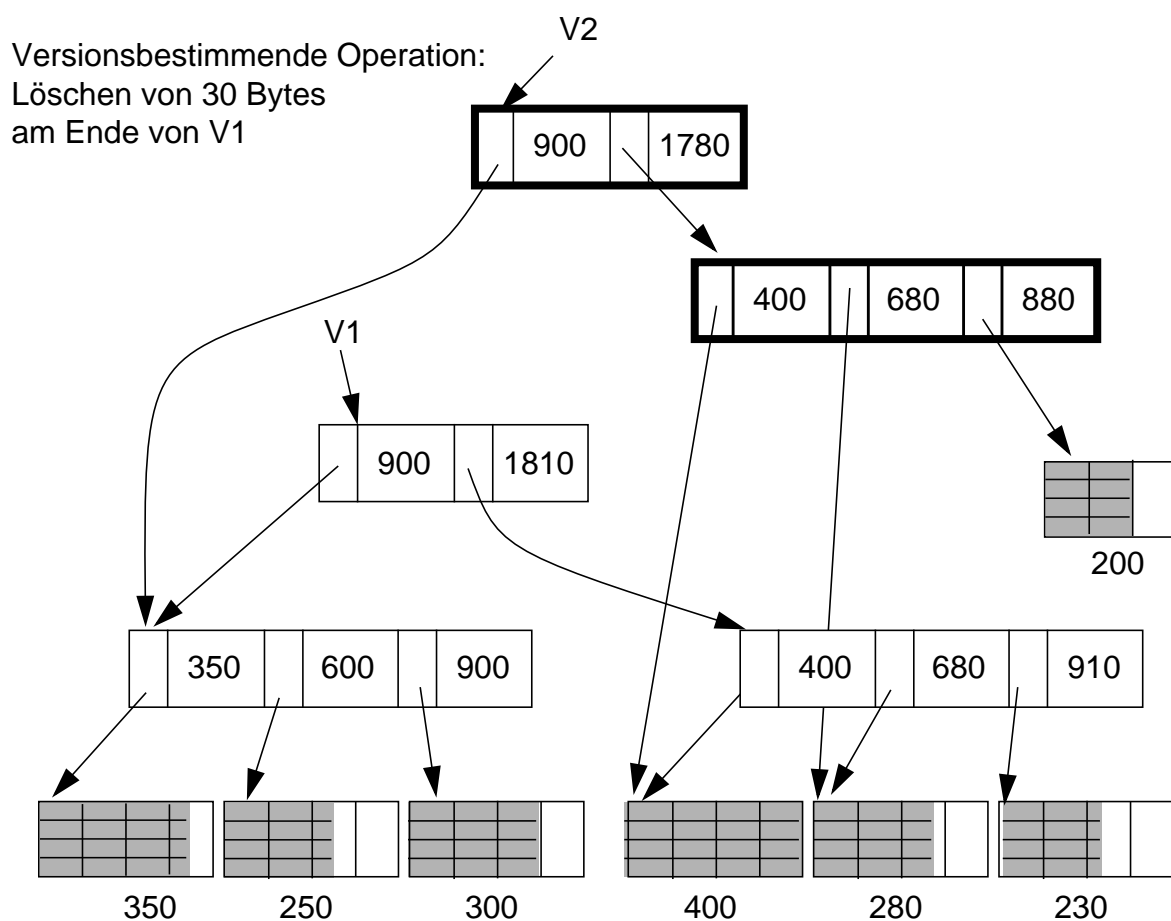 V2
Versionsbestimmende Operation:
Löschen von 30 Bytes
am Ende von V1
900 1780
400 680 880
V1
900 1810
200
350 600 900
400 680 910
350 250 300 400 280 230